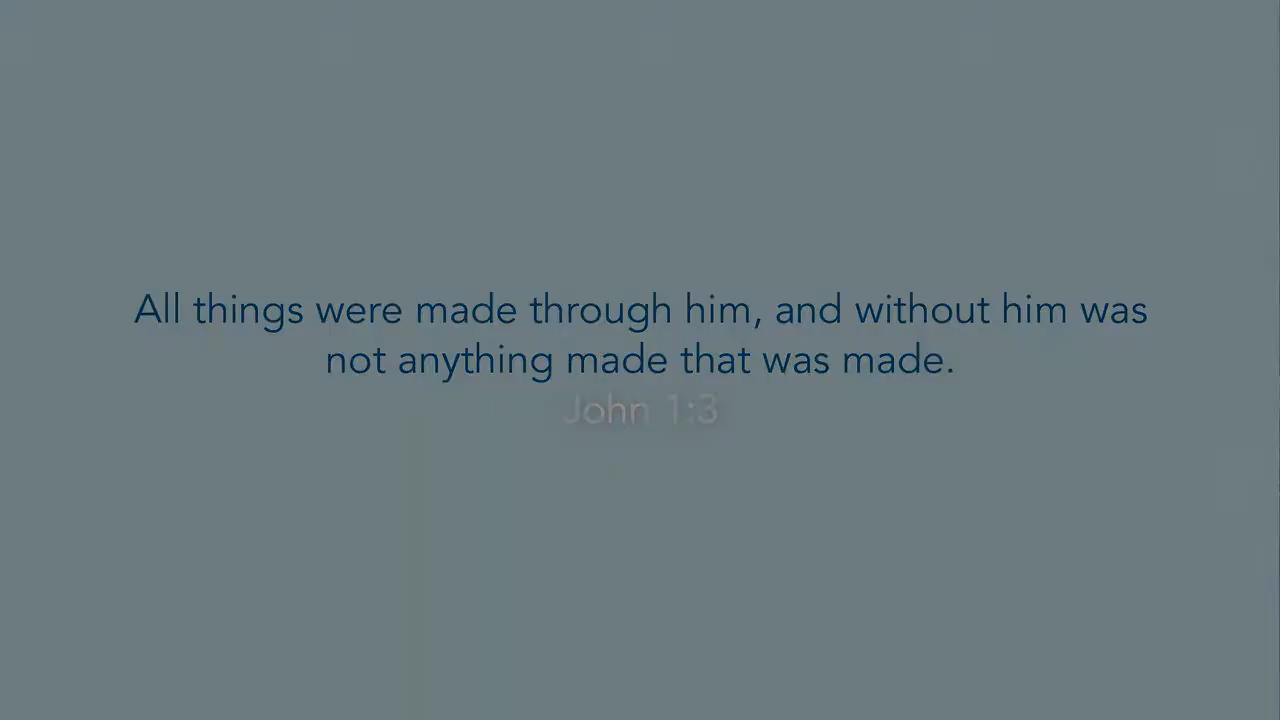 All things were made through him, and without him was
not anything made that was made.
John 1:3